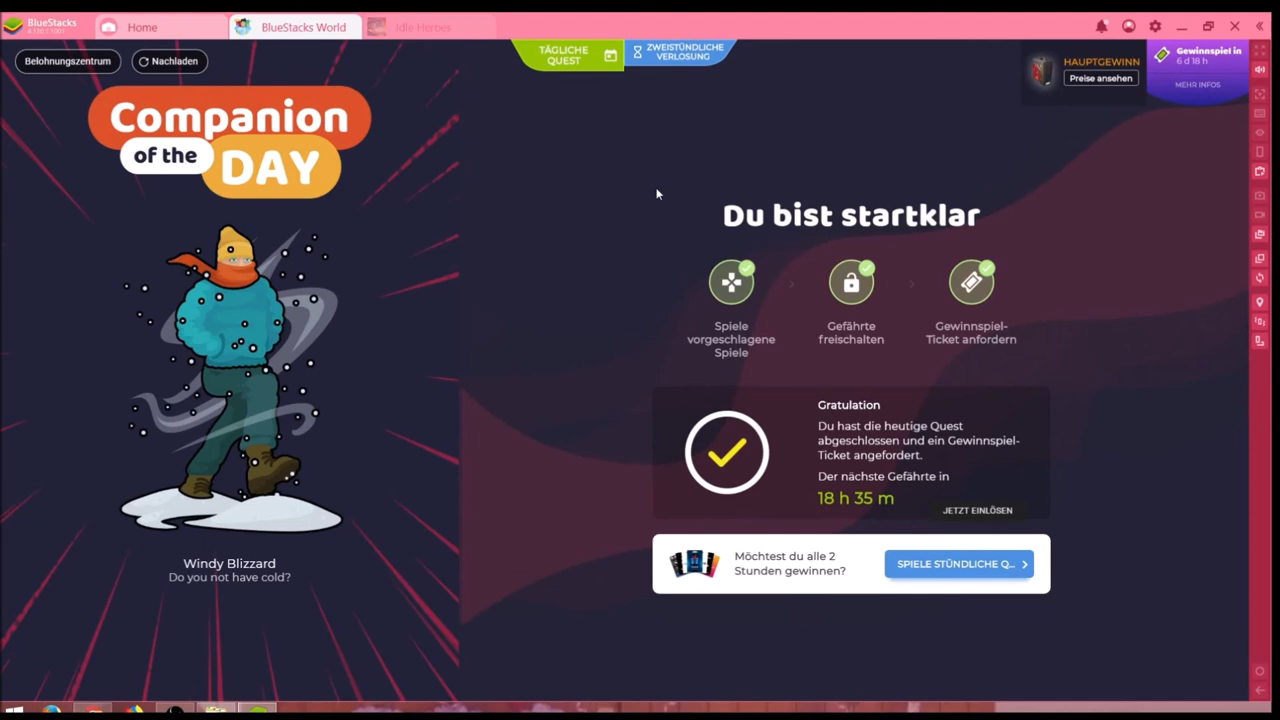 BlueStacks
Home
BlueStacks World
Idle Heroes
Belohnungszentrum
Nachladen
TÄGLICHE
QUEST
ZWEISTÜNDLICHE
VERLOSUNG
HAUPTGEWINN
Preise ansehen
Gewinnspiel in
6 d 18 h
MEHR INFOS
Companion
of the
DAY
Du bist startklar
Spiele
vorgeschlagene
Spiele
Gefährte
freischalten
Gewinnspiel-
Ticket anfordern
Gratulation
Du hast die heutige Quest
abgeschlossen und ein Gewinnspiel-
Ticket angefordert.
Der nächste Gefährte in
18 h 35 m
JETZT EINLÖSEN
Möchtest du alle 2
Stunden gewinnen?
SPIELE STÜNDLICHE Q...
Windy Blizzard
Do you not have cold?